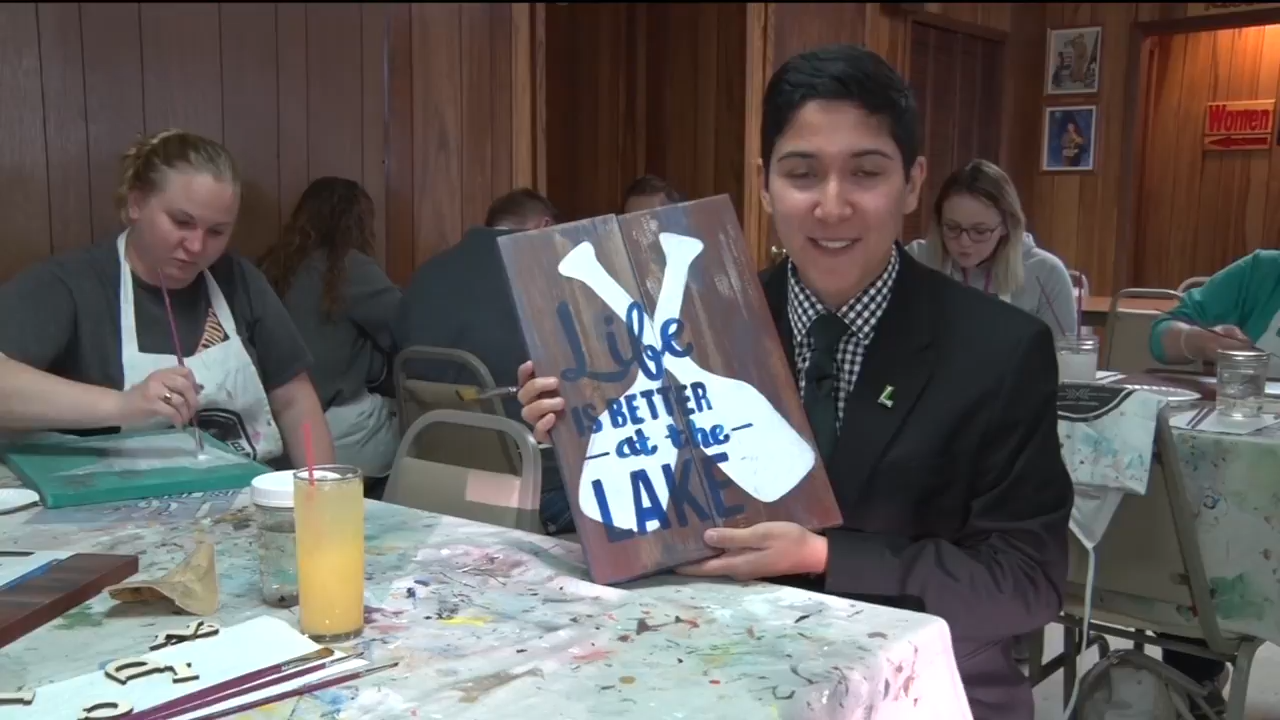 Women
Life
IS BETTER
at the
LAKE
L